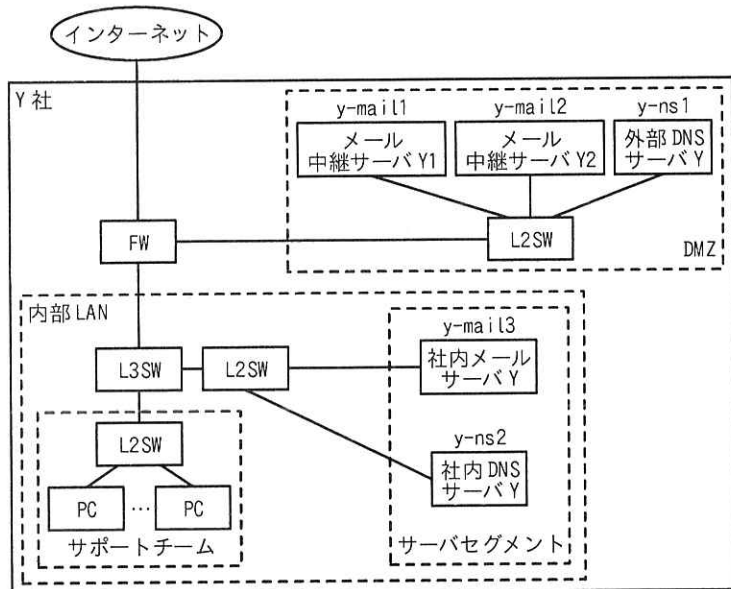 インターネット
Y社
y-mail1
y-mail2
y-ns1
メール
中継サーバY1
メール
中継サーバY2
外部DNS
サーバY
FW
L2SW
DMZ
内部LAN
y-mail3
L3SW
L2SW
社内メール
サーバY
L2SW
y-ns2
社内DNS
サーバY
PC
…
PC
サポートチーム
サーバセグメント